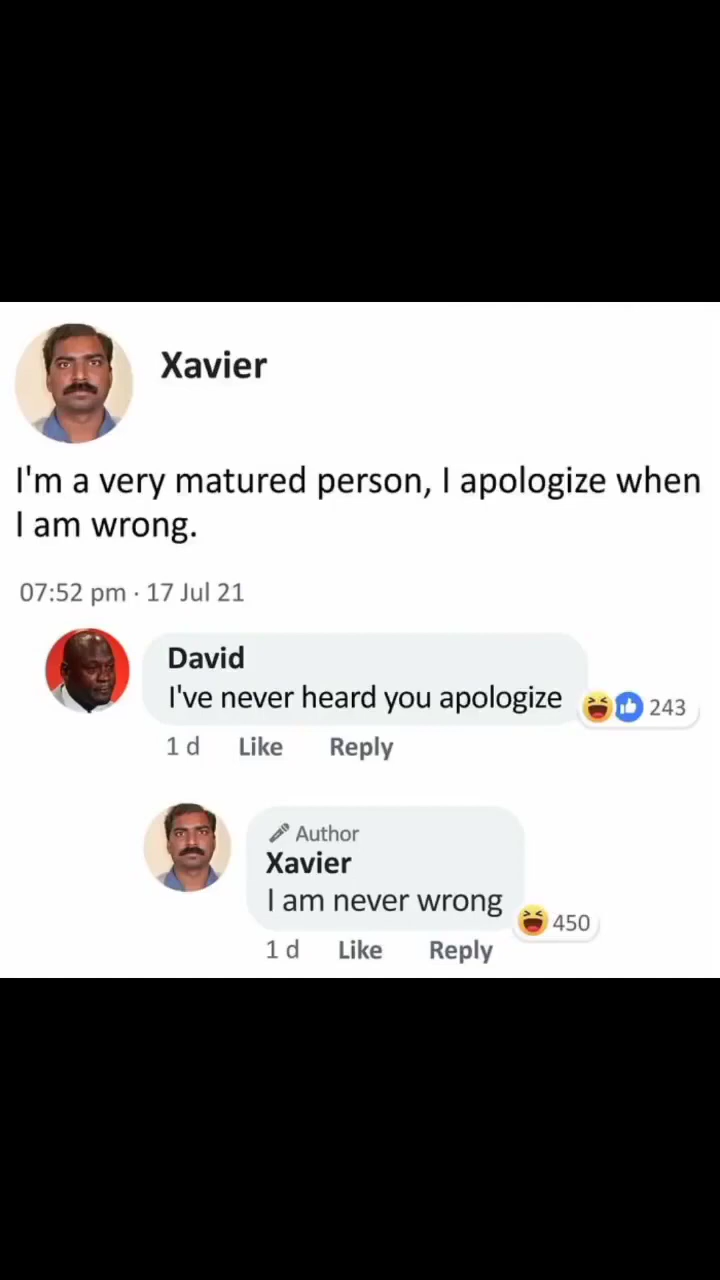 Xavier
I'm a very matured person, I apologize when
I am wrong.
07:52 pm · 17 Jul 21
David
I've never heard you apologize
243
1 d Like Reply
Author
Xavier
I am never wrong
450
1 d Like Reply